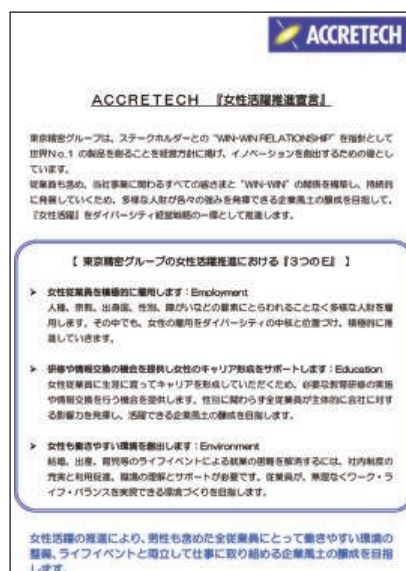 ACCRETECH
ACCRETECH 『女性活躍推進宣言』
東京精密グループは、ステークホルダーとの“WIN-WIN RELATIONSHIP”を指針として
世界No.1 の製品を創ることを経営方針に掲げ、イノベーションを創出するための礎とし
ています。
従業員も含め、当社事業に関わるすべての皆さまと“WIN-WIN”の関係を構築し、持続的
に発展していくため、多様な人財が各々の強みを発揮できる企業風土の醸成を目指して、
『女性活躍』をダイバーシティ経営戦略の一環として推進します。
【 東京精密グループの女性活躍推進における『3つのE』 】
➤ 女性従業員を積極的に雇用します：Employment
人種、宗教、出身国、性別、障がいなどの要素にとらわれることなく多様な人財を雇
用します。その中でも、女性の雇用をダイバーシティの中核と位置づけ、積極的に推
進していきます。
➤ 研修や情報交換の機会を提供し女性のキャリア形成をサポートします：Education
女性従業員に生涯に渡ってキャリアを形成していただくため、必要な教育研修の実施
や情報交換を行う機会を提供します。性別に関わらず全従業員が主体的に会社に対す
る影響力を発揮し、活躍できる企業風土の醸成を目指します。
➤ 女性も働きやすい環境を創出します：Environment
結婚、出産、育児等のライフイベントによる就業の困難を解消するには、社内制度の
充実と利用促進、職場の理解とサポートが必要です。従業員が、無理なくワーク・ラ
イフ・バランスを実現できる環境づくりを目指します。
女性活躍の推進により、男性も含めた全従業員にとって働きやすい環境の
整備、ライフイベントと両立して仕事に取り組める企業風土の醸成を目指
します。